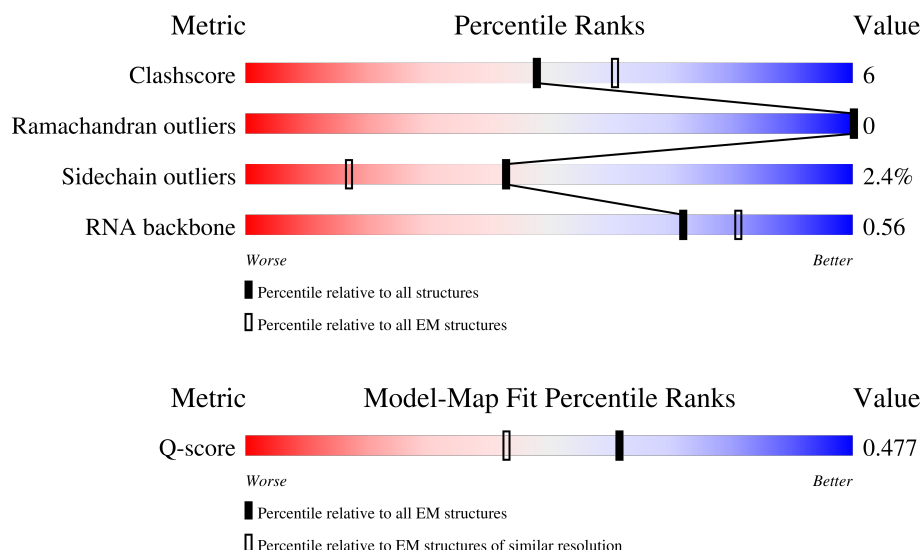 Metric Percentile Ranks Value
Clashscore 6
Ramachandran outliers 0
Sidechain outliers 2.4%
RNA backbone 0.56
Worse Better
Percentile relative to all structures
Percentile relative to all EM structures
Metric Model-Map Fit Percentile Ranks Value
Q-score 0.477
Worse Better
Percentile relative to all EM structures
Percentile relative to EM structures of similar resolution